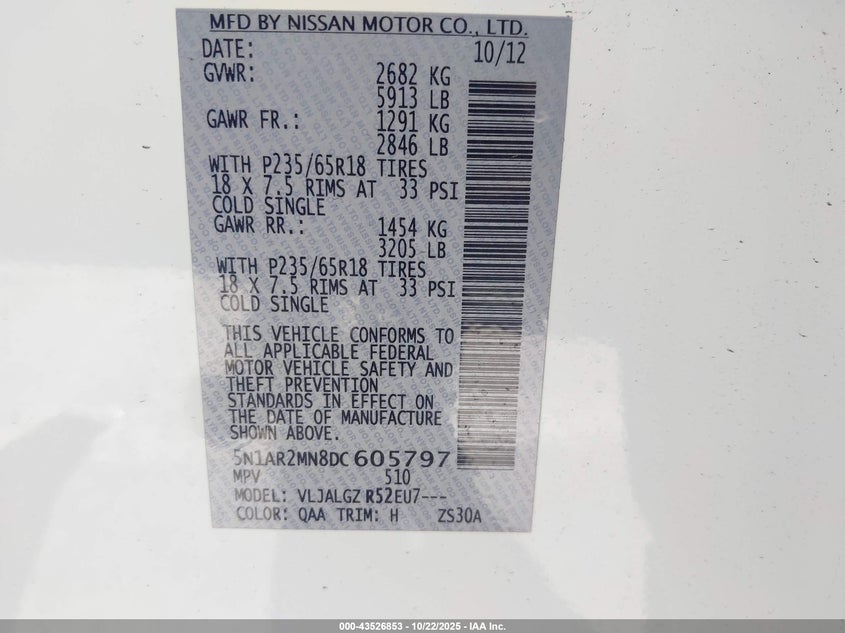 MFD BY NISSAN MOTOR CO., LTD.
DATE: 10/12
GVWR: 2682 KG
5913 LB
GAWR FR.: 1291 KG
2846 LB
WITH P235/65R18 TIRES
18 X 7.5 RIMS AT 33 PSI
COLD SINGLE
GAWR RR.: 1454 KG
3205 LB
WITH P235/65R18 TIRES
18 X 7.5 RIMS AT 33 PSI
COLD SINGLE
THIS VEHICLE CONFORMS TO
ALL APPLICABLE FEDERAL
MOTOR VEHICLE SAFETY AND
THEFT PREVENTION
STANDARDS IN EFFECT ON
THE DATE OF MANUFACTURE
SHOWN ABOVE.
5N1AR2MN8DC605797
MPV 510
MODEL: VLJALGZ R52EU7---
COLOR: QAA TRIM: H ZS30A
000-43526853 - 10/22/2025 - IAA Inc.